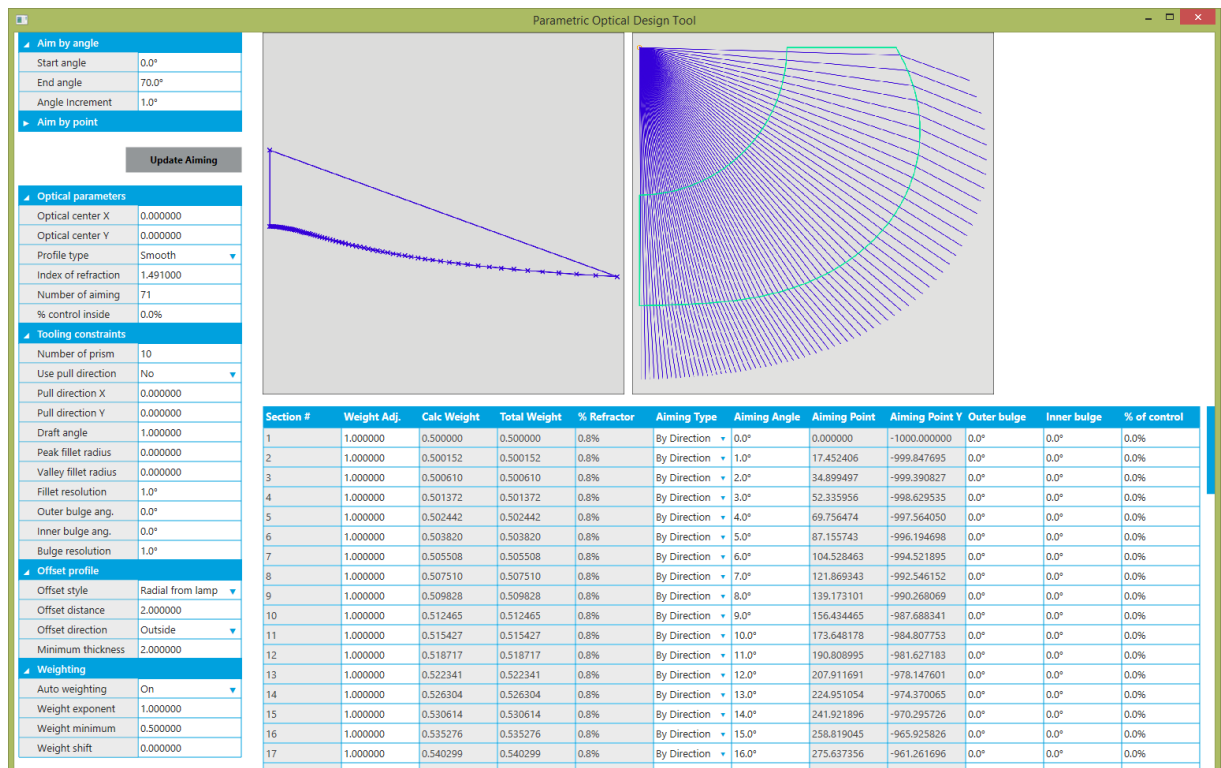 Parametric Optical Design Tool
Aim by angle
Start angle 0.0°
End angle 70.0°
Angle Increment 1.0°
Aim by point
Update Aiming
Optical parameters
Optical center X 0.000000
Optical center Y 0.000000
Profile type Smooth
Index of refraction 1.491000
Number of aiming 71
% control inside 0.0%
Tooling constraints
Number of prism 10
Use pull direction No
Pull direction X 0.000000
Pull direction Y 0.000000
Draft angle 1.000000
Peak fillet radius 0.000000
Valley fillet radius 0.000000
Fillet resolution 1.0°
Outer bulge ang. 0.0°
Inner bulge ang. 0.0°
Bulge resolution 1.0°
Offset profile
Offset style Radial from lamp
Offset distance 2.000000
Offset direction Outside
Minimum thickness 2.000000
Weighting
Auto weighting On
Weight exponent 1.000000
Weight minimum 0.500000
Weight shift 0.000000
Section # Weight Adj. Calc Weight Total Weight % Refractor Aiming Type Aiming Angle Aiming Point Aiming Point Y Outer bulge Inner bulge % of control
1 1.000000 0.500000 0.500000 0.8% By Direction 0.0° 0.000000 -1000.000000 0.0° 0.0° 0.0%
2 1.000000 0.500152 0.500152 0.8% By Direction 1.0° 17.452406 -999.847695 0.0° 0.0° 0.0%
3 1.000000 0.500610 0.500610 0.8% By Direction 2.0° 34.899497 -999.390827 0.0° 0.0° 0.0%
4 1.000000 0.501372 0.501372 0.8% By Direction 3.0° 52.335956 -998.629535 0.0° 0.0° 0.0%
5 1.000000 0.502442 0.502442 0.8% By Direction 4.0° 69.756474 -997.564050 0.0° 0.0° 0.0%
6 1.000000 0.503820 0.503820 0.8% By Direction 5.0° 87.155743 -996.194698 0.0° 0.0° 0.0%
7 1.000000 0.505508 0.505508 0.8% By Direction 6.0° 104.528463 -994.521895 0.0° 0.0° 0.0%
8 1.000000 0.507510 0.507510 0.8% By Direction 7.0° 121.869343 -992.546152 0.0° 0.0° 0.0%
9 1.000000 0.509828 0.509828 0.8% By Direction 8.0° 139.173101 -990.268069 0.0° 0.0° 0.0%
10 1.000000 0.512465 0.512465 0.8% By Direction 9.0° 156.434465 -987.688341 0.0° 0.0° 0.0%
11 1.000000 0.515427 0.515427 0.8% By Direction 10.0° 173.648178 -984.807753 0.0° 0.0° 0.0%
12 1.000000 0.518717 0.518717 0.8% By Direction 11.0° 190.808995 -981.627183 0.0° 0.0° 0.0%
13 1.000000 0.522341 0.522341 0.8% By Direction 12.0° 207.911691 -978.147601 0.0° 0.0° 0.0%
14 1.000000 0.526304 0.526304 0.8% By Direction 13.0° 224.951054 -974.370065 0.0° 0.0° 0.0%
15 1.000000 0.530614 0.530614 0.8% By Direction 14.0° 241.921896 -970.295726 0.0° 0.0° 0.0%
16 1.000000 0.535276 0.535276 0.8% By Direction 15.0° 258.819045 -965.925826 0.0° 0.0° 0.0%
17 1.000000 0.540299 0.540299 0.8% By Direction 16.0° 275.637356 -961.261696 0.0° 0.0° 0.0%